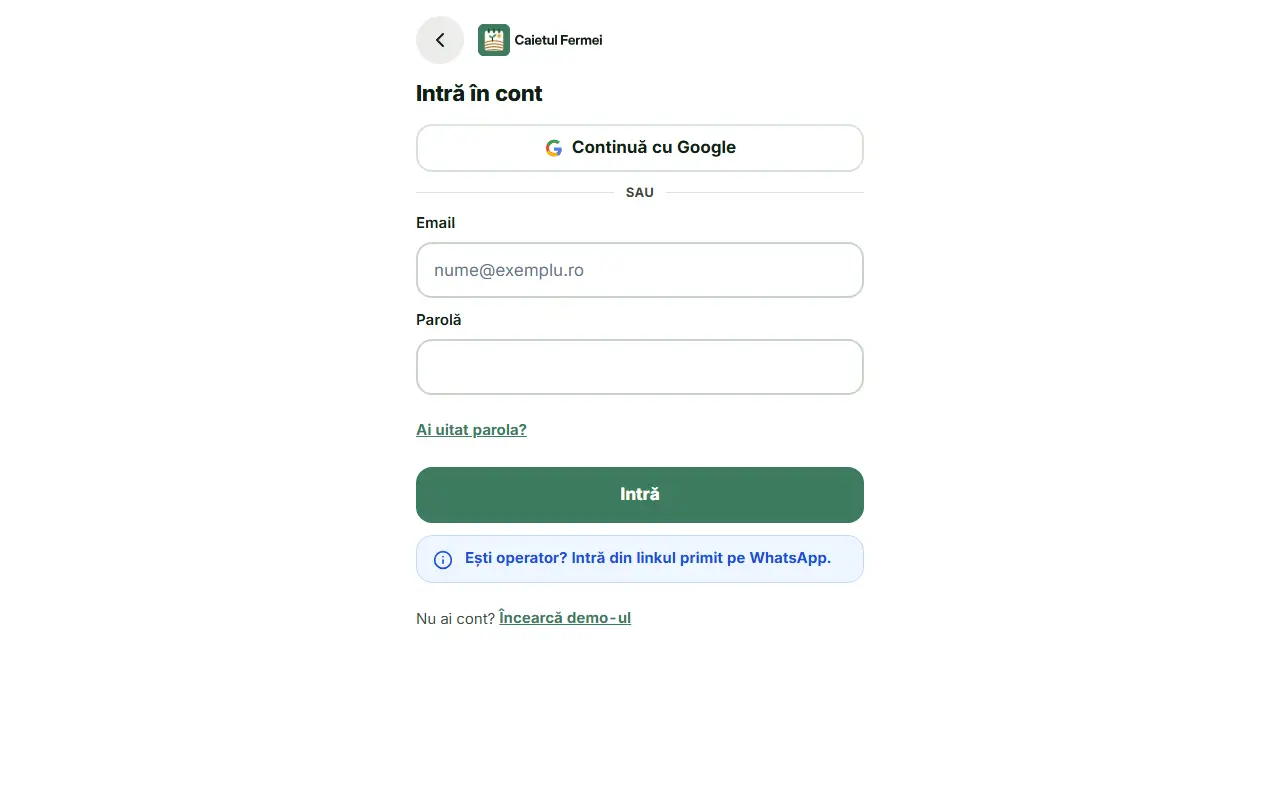 Caietul Fermei
Intră în cont
Continuă cu Google
SAU
Email
nume@exemplu.ro
Parolă
Ai uitat parola?
Intră
Ești operator? Intră din linkul primit pe WhatsApp.
Nu ai cont? Încearcă demo-ul